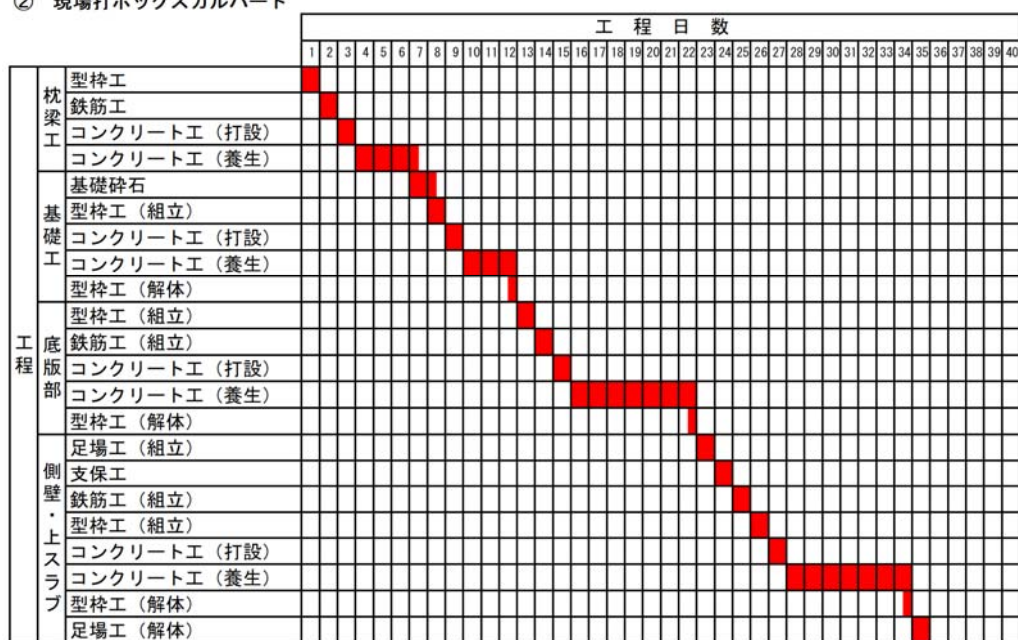 ② 現場打ボックスカルバート
工程日数
1 2 3 4 5 6 7 8 9 10 11 12 13 14 15 16 17 18 19 20 21 22 23 24 25 26 27 28 29 30 31 32 33 34 35 36 37 38 39 40
工程
枕梁工
型枠工
鉄筋工
コンクリート工（打設）
コンクリート工（養生）
基礎工
基礎砕石
型枠工（組立）
コンクリート工（打設）
コンクリート工（養生）
型枠工（解体）
底版部
型枠工（組立）
鉄筋工（組立）
コンクリート工（打設）
コンクリート工（養生）
型枠工（解体）
側壁・上スラブ
足場工（組立）
支保工
鉄筋工（組立）
型枠工（組立）
コンクリート工（打設）
コンクリート工（養生）
型枠工（解体）
足場工（解体）